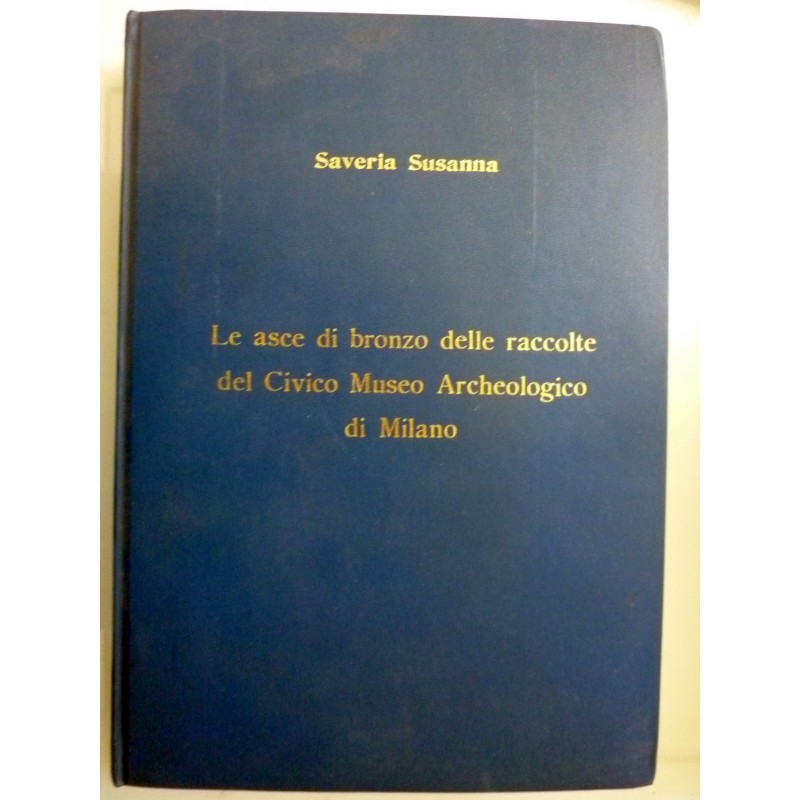 Saveria Susanna
Le asce di bronzo delle raccolte
del Civico Museo Archeologico
di Milano